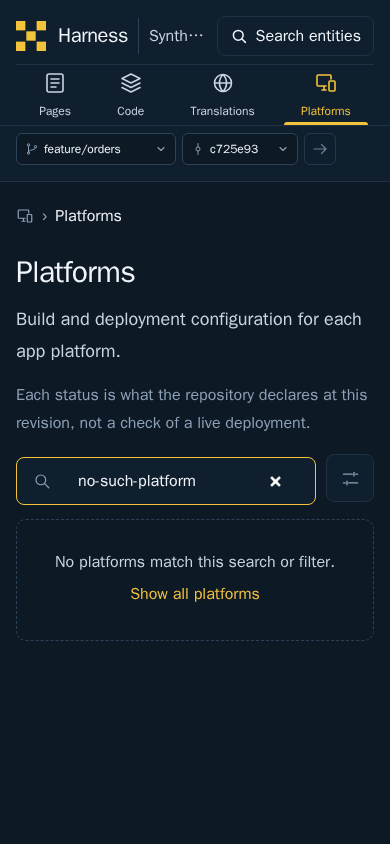 Harness
Synth…
Search entities
Pages
Code
Translations
Platforms
feature/orders
c725e93
Platforms
Platforms
Build and deployment configuration for each
app platform.
Each status is what the repository declares at this
revision, not a check of a live deployment.
no-such-platform
No platforms match this search or filter.
Show all platforms